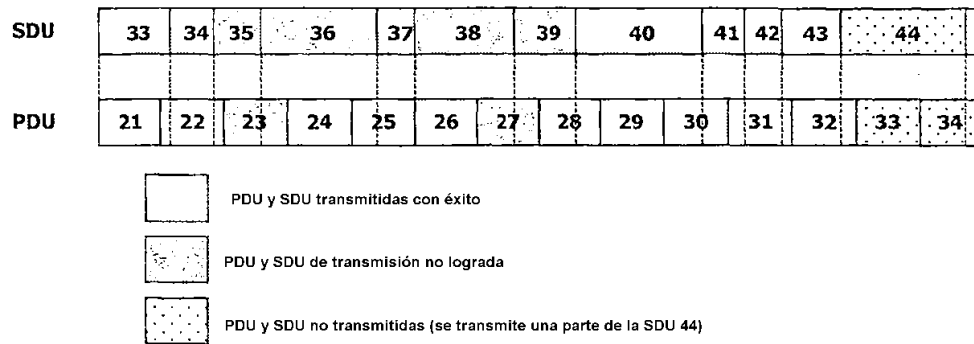 SDU 33 34 35 36 37 38 39 40 41 42 43 44
PDU 21 22 23 24 25 26 27 28 29 30 31 32 33 34
PDU y SDU transmitidas con éxito
PDU y SDU de transmisión no lograda
PDU y SDU no transmitidas (se transmite una parte de la SDU 44)